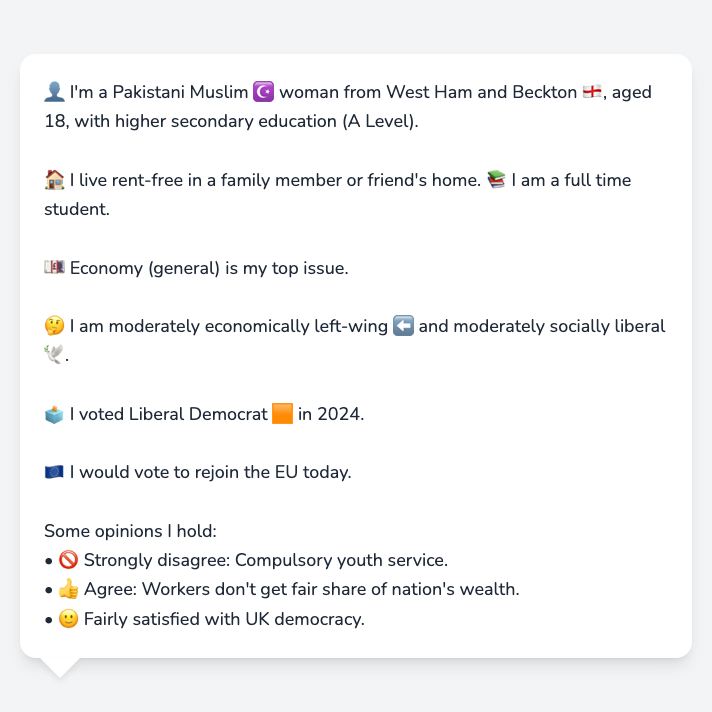 👤 I'm a Pakistani Muslim ☪️ woman from West Ham and Beckton 🏴󠁧󠁢󠁥󠁮󠁧󠁿, aged
18, with higher secondary education (A Level).
🏠 I live rent-free in a family member or friend's home. 📚 I am a full time
student.
💷 Economy (general) is my top issue.
🤔 I am moderately economically left-wing ⬅️ and moderately socially liberal
🕊️.
🗳️ I voted Liberal Democrat 🟧 in 2024.
🇪🇺 I would vote to rejoin the EU today.
Some opinions I hold:
• 🚫 Strongly disagree: Compulsory youth service.
• 👍 Agree: Workers don't get fair share of nation's wealth.
• 🙂 Fairly satisfied with UK democracy.